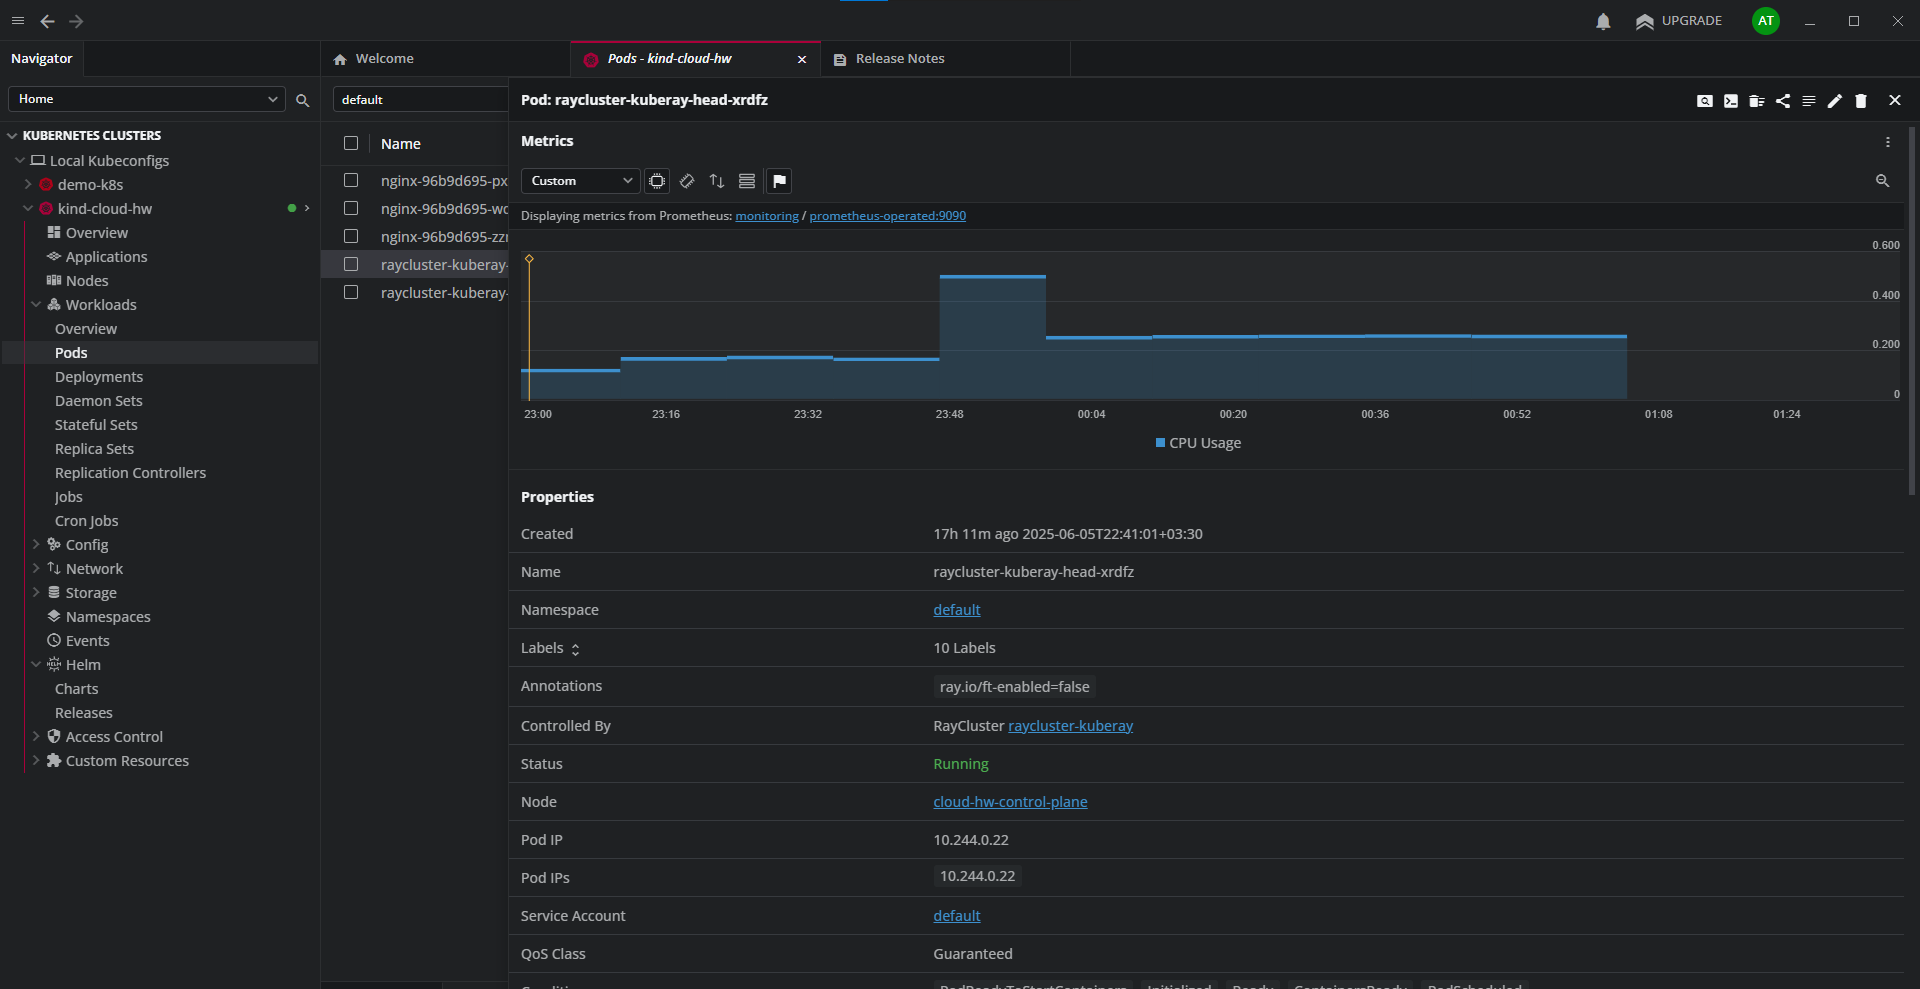 UPGRADE
AT
Navigator
Welcome
Pods - kind-cloud-hw
Release Notes
Home
default
Pod: raycluster-kuberay-head-xrdfz
KUBERNETES CLUSTERS
Local Kubeconfigs
demo-k8s
kind-cloud-hw
Overview
Applications
Nodes
Workloads
Overview
Pods
Deployments
Daemon Sets
Stateful Sets
Replica Sets
Replication Controllers
Jobs
Cron Jobs
Config
Network
Storage
Namespaces
Events
Helm
Charts
Releases
Access Control
Custom Resources
Name
nginx-96b9d695-px
nginx-96b9d695-wc
nginx-96b9d695-zzr
raycluster-kuberay-
raycluster-kuberay-
Metrics
Custom
Displaying metrics from Prometheus: monitoring / prometheus-operated:9090
0.600
0.400
0.200
0
23:00 23:16 23:32 23:48 00:04 00:20 00:36 00:52 01:08 01:24
CPU Usage
Properties
Created 17h 11m ago 2025-06-05T22:41:01+03:30
Name raycluster-kuberay-head-xrdfz
Namespace default
Labels 10 Labels
Annotations ray.io/ft-enabled=false
Controlled By RayCluster raycluster-kuberay
Status Running
Node cloud-hw-control-plane
Pod IP 10.244.0.22
Pod IPs 10.244.0.22
Service Account default
QoS Class Guaranteed
PodReadyToStartContainers Initialized Ready ContainersReady PodScheduled